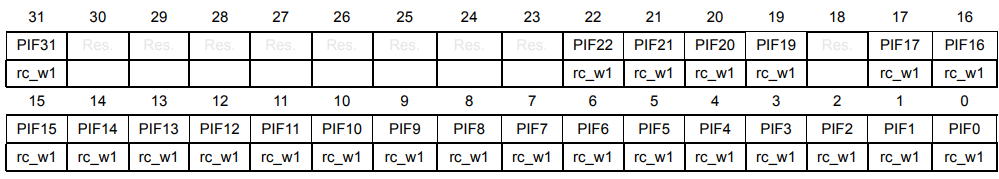 31 30 29 28 27 26 25 24 23 22 21 20 19 18 17 16
PIF31 Res. Res. Res. Res. Res. Res. Res. Res. PIF22 PIF21 PIF20 PIF19 Res. PIF17 PIF16
rc_w1 rc_w1 rc_w1 rc_w1 rc_w1 rc_w1 rc_w1
15 14 13 12 11 10 9 8 7 6 5 4 3 2 1 0
PIF15 PIF14 PIF13 PIF12 PIF11 PIF10 PIF9 PIF8 PIF7 PIF6 PIF5 PIF4 PIF3 PIF2 PIF1 PIF0
rc_w1 rc_w1 rc_w1 rc_w1 rc_w1 rc_w1 rc_w1 rc_w1 rc_w1 rc_w1 rc_w1 rc_w1 rc_w1 rc_w1 rc_w1 rc_w1